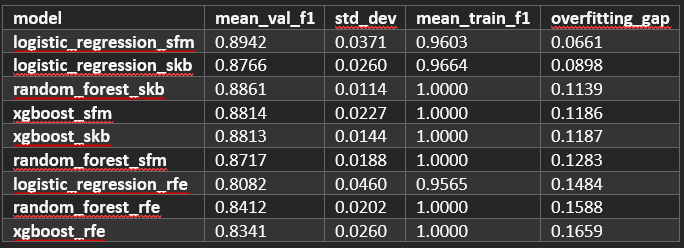 model mean_val_f1 std_dev mean_train_f1 overfitting_gap
logistic_regression_sfm 0.8942 0.0371 0.9603 0.0661
logistic_regression_skb 0.8766 0.0260 0.9664 0.0898
random_forest_skb 0.8861 0.0114 1.0000 0.1139
xgboost_sfm 0.8814 0.0227 1.0000 0.1186
xgboost_skb 0.8813 0.0144 1.0000 0.1187
random_forest_sfm 0.8717 0.0188 1.0000 0.1283
logistic_regression_rfe 0.8082 0.0460 0.9565 0.1484
random_forest_rfe 0.8412 0.0202 1.0000 0.1588
xgboost_rfe 0.8341 0.0260 1.0000 0.1659